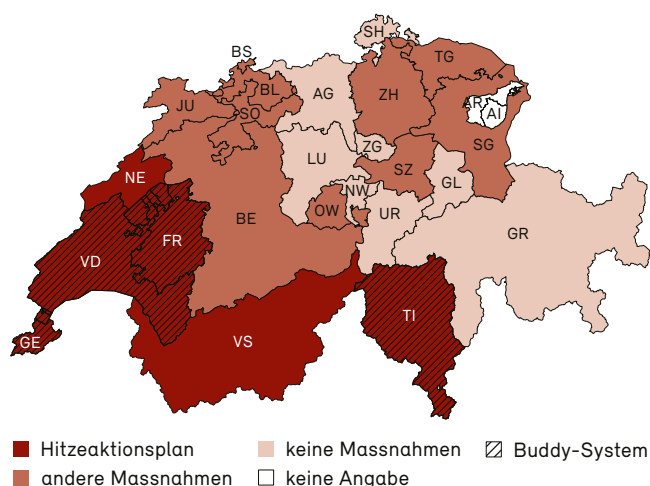 SH
BS
TG
BL
AG
ZH
JU
AR
SO
AI
ZG
SG
LU
SZ
NE
GL
NW
OW
UR
BE
FR
GR
VD
TI
GE
VS
Hitzeaktionsplan
keine Massnahmen
Buddy-System
andere Massnahmen
keine Angabe